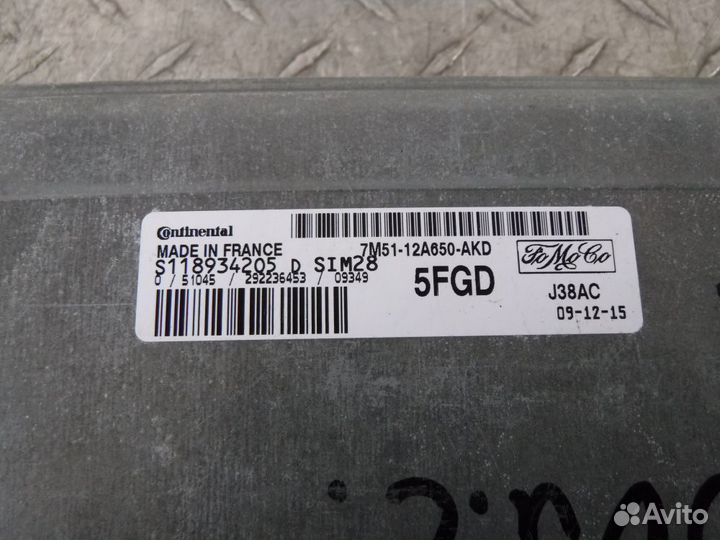 Continental
MADE IN FRANCE
7M51-12A650-AKD
FoMoCo
S118934205 D SIM28
0 / 51045 / 292236453 / 09349
5FGD
J38AC
09-12-15
Avito